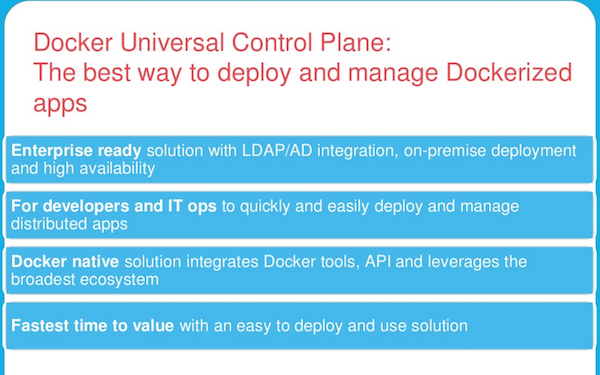 Docker Universal Control Plane:
The best way to deploy and manage Dockerized
apps
Enterprise ready solution with LDAP/AD integration, on-premise deployment
and high availability
For developers and IT ops to quickly and easily deploy and manage
distributed apps
Docker native solution integrates Docker tools, API and leverages the
broadest ecosystem
Fastest time to value with an easy to deploy and use solution